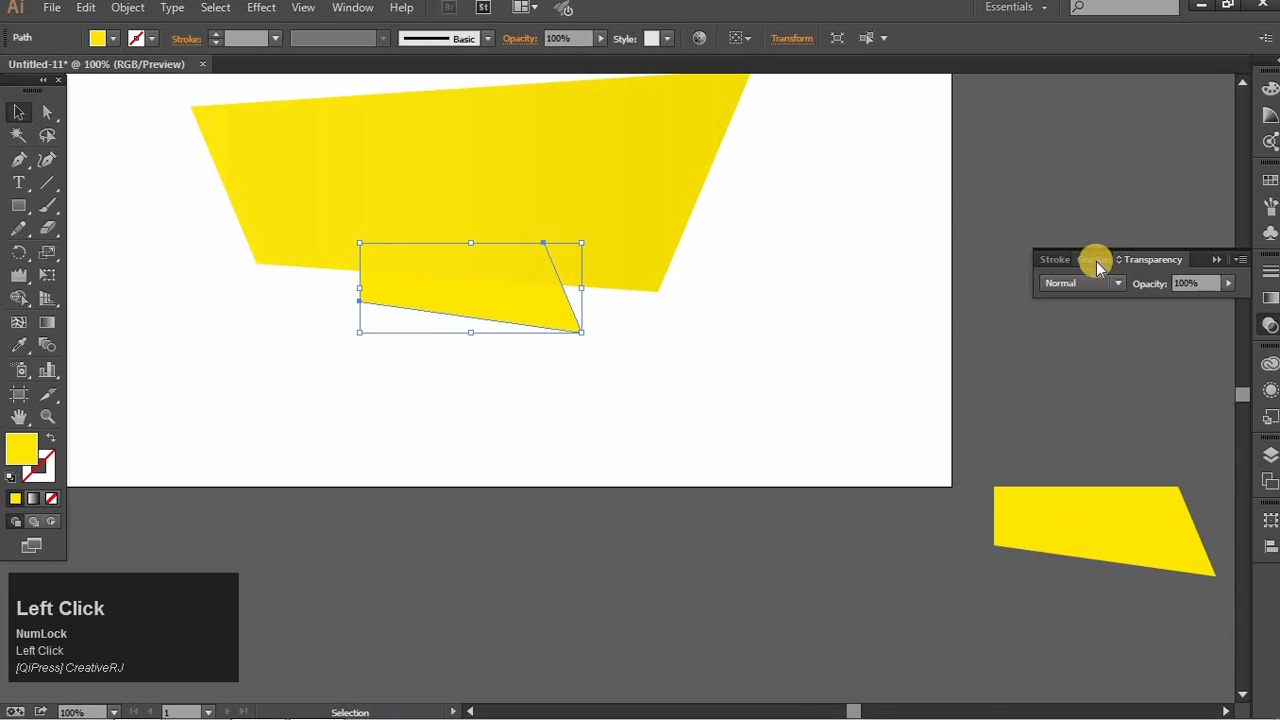 Ai File Edit Object Type Select Effect View Window Help Br St Essentials
Path Stroke: Basic Opacity: 100% Style: Transform
Untitled-11* @ 100% (RGB/Preview) ×
Stroke Transparency
Normal Opacity: 100%
Left Click
NumLock
Left Click
[QiPress] CreativeRJ
100% 1 Selection